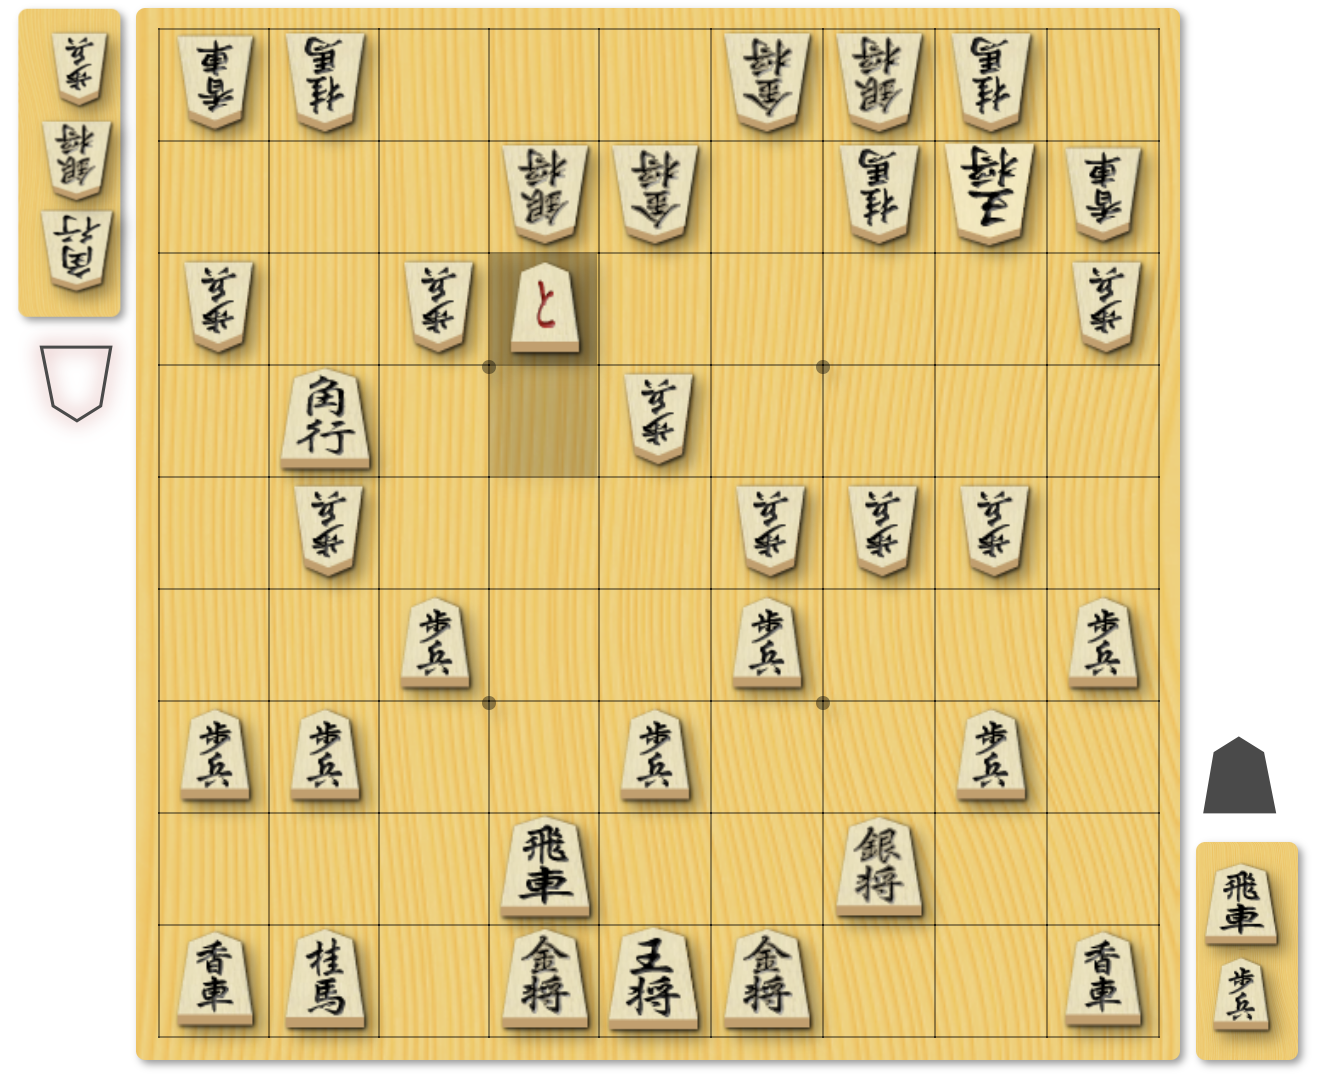 歩兵
銀将
角行
香車 桂馬 金将 銀将 桂馬
銀将 金将 桂馬 王将 香車
歩兵 歩兵 と 歩兵
角行 歩兵
歩兵 歩兵 歩兵 歩兵
歩兵 歩兵 歩兵
歩兵 歩兵 歩兵 歩兵
飛車 銀将
香車 桂馬 金将 王将 金将 香車
飛車
歩兵